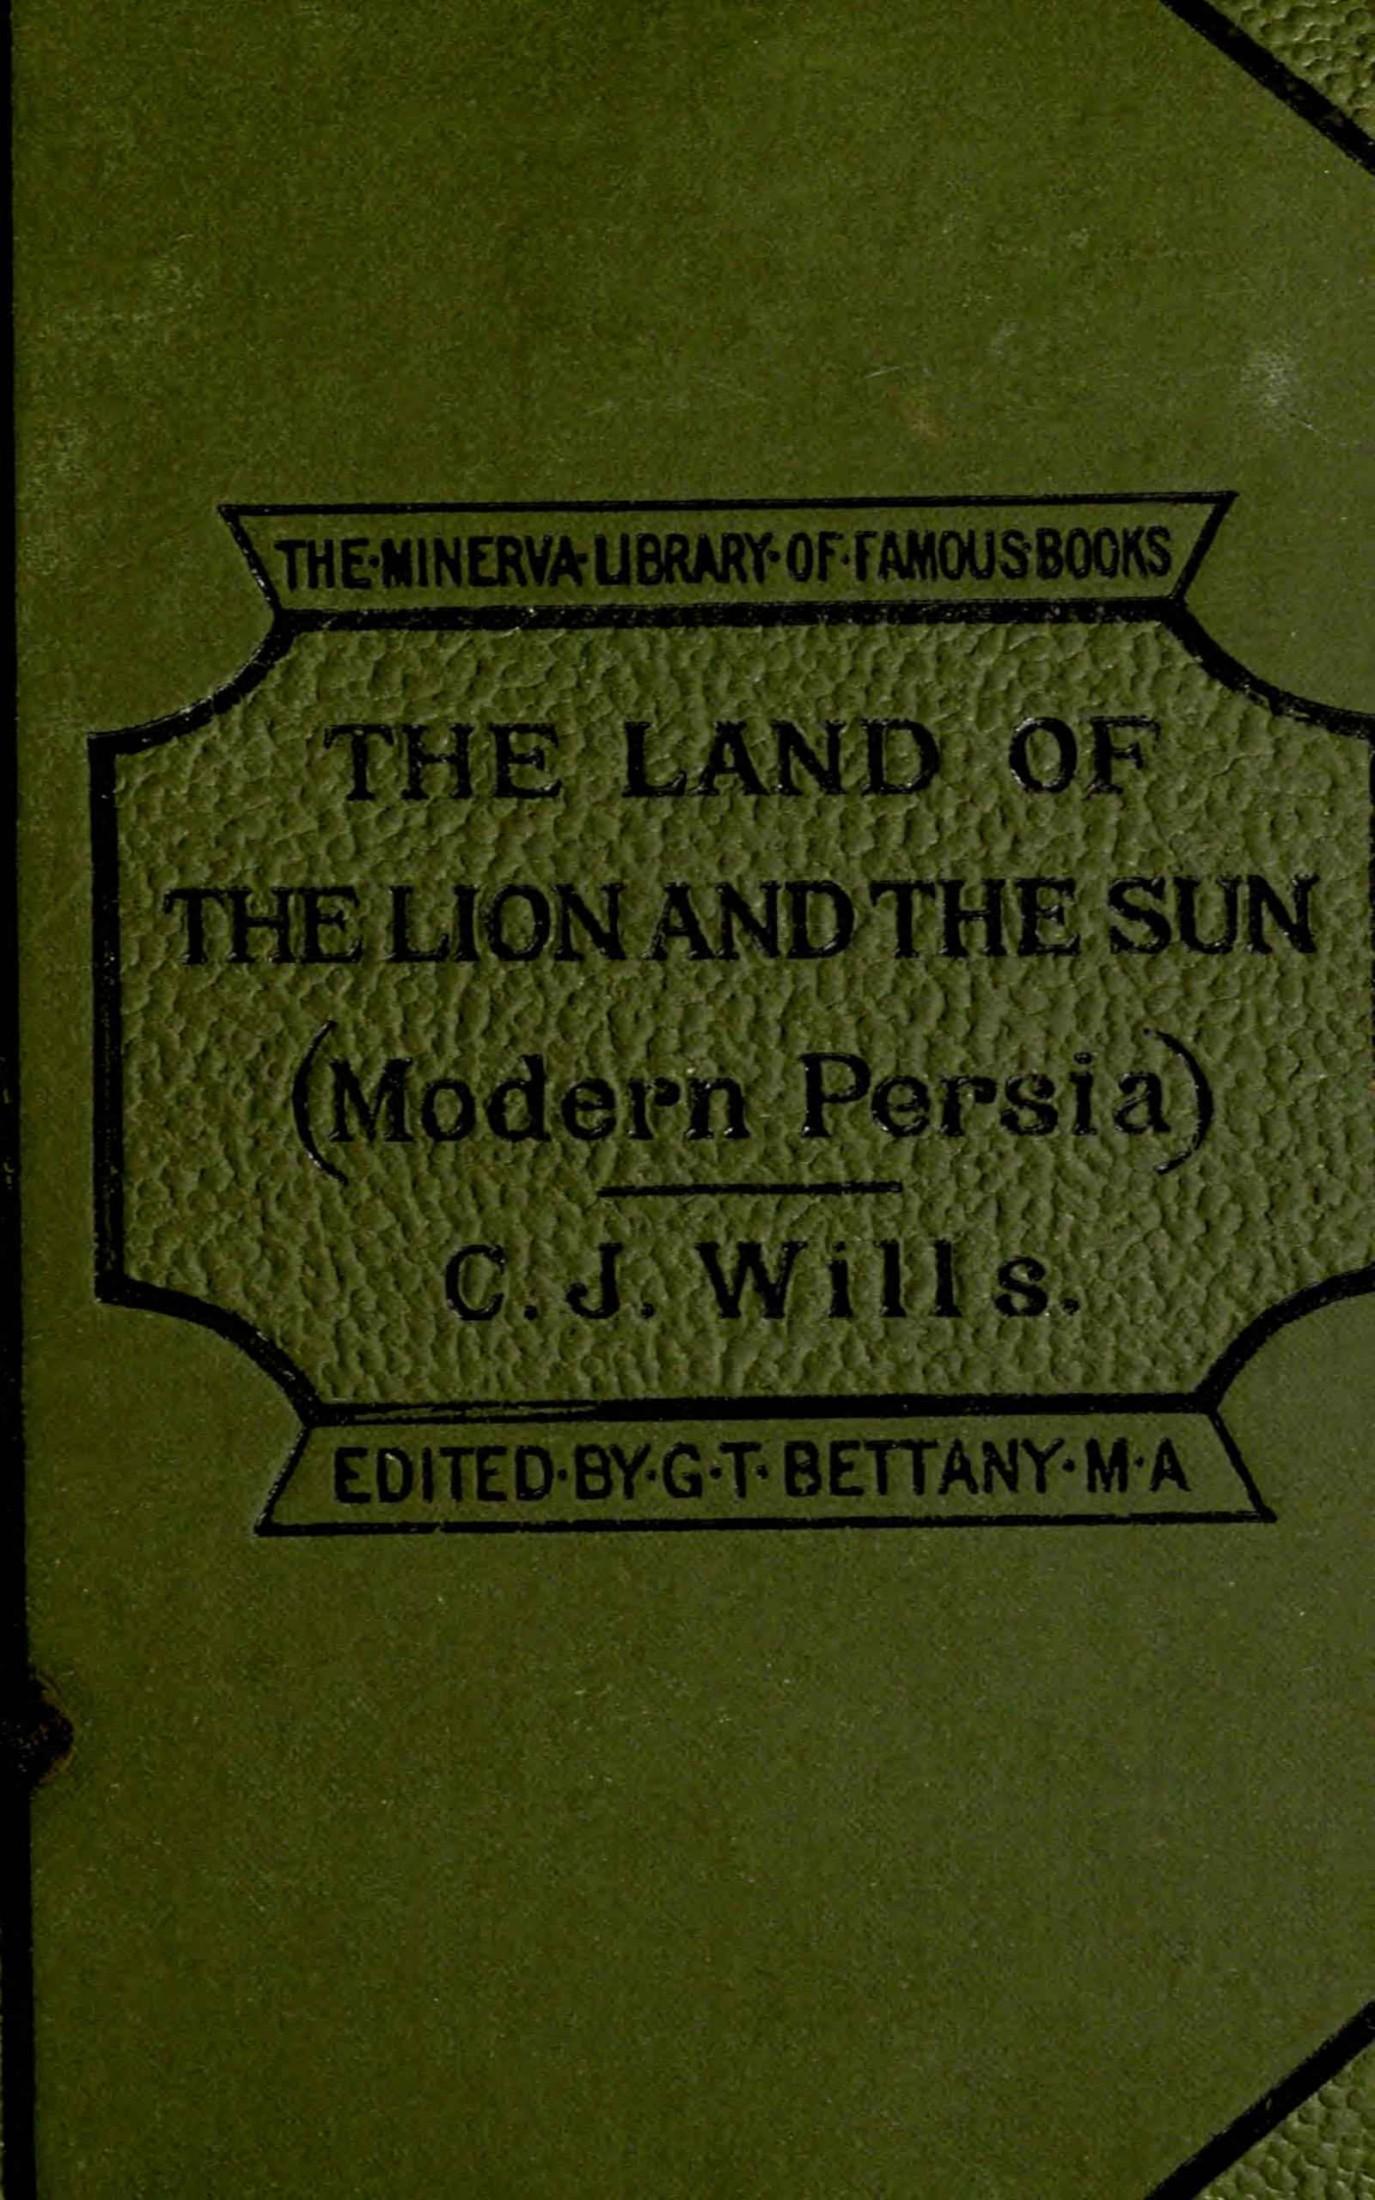 THE·MINERVA·LIBRARY·OF·FAMOUS·BOOKS
THE LAND OF
THE LION AND THE SUN
(Modern Persia)
C. J. Wills.
EDITED·BY·G·T·BETTANY·M·A